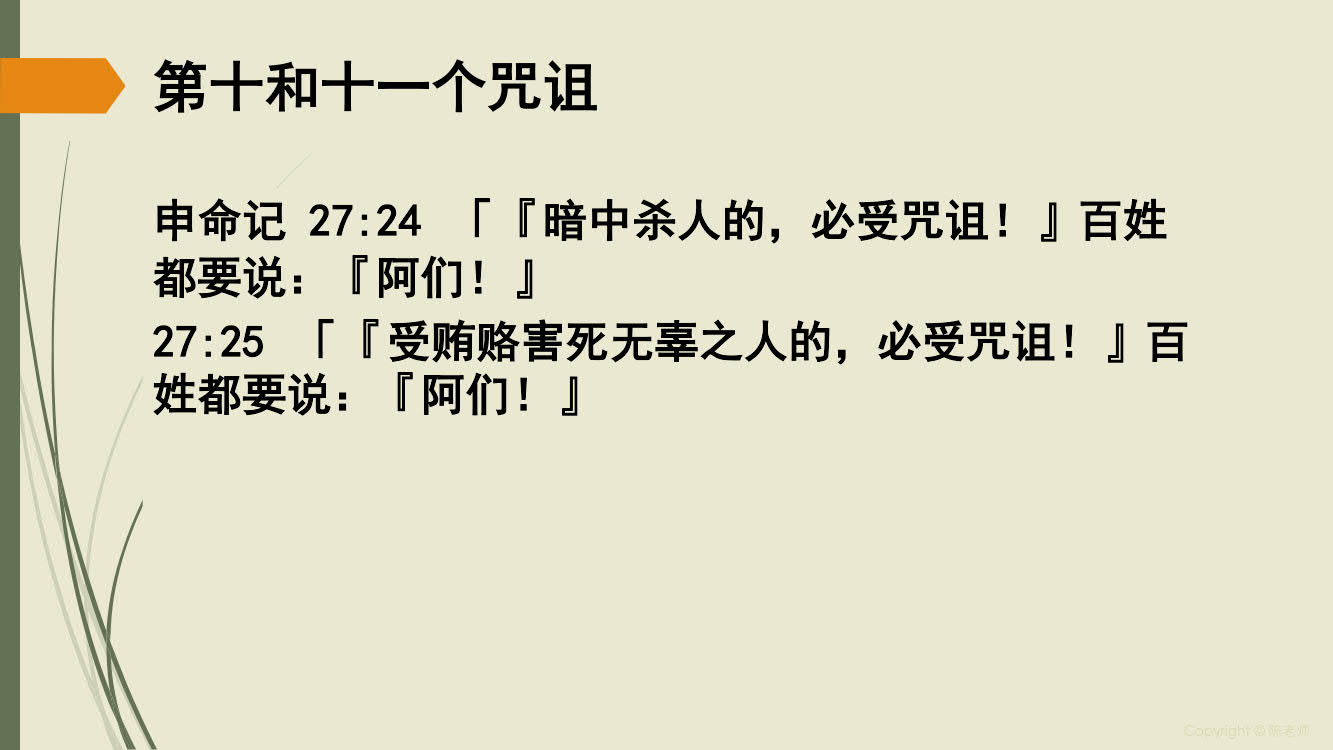 第十和十一个咒诅
申命记 27:24 「『暗中杀人的，必受咒诅！』百姓
都要说：『阿们！』
27:25 「『受贿赂害死无辜之人的，必受咒诅！』百
姓都要说：『阿们！』
Copyright @ 陈老师